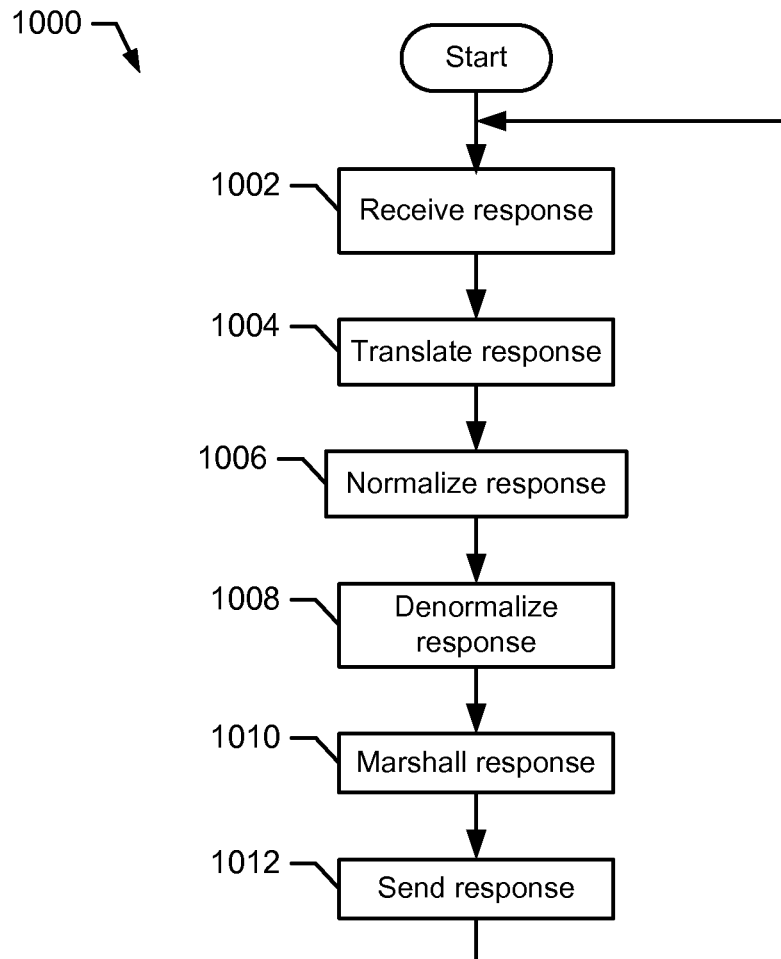 1000
Start
1002
Receive response
1004
Translate response
1006
Normalize response
1008
Denormalize
response
1010
Marshall response
1012
Send response